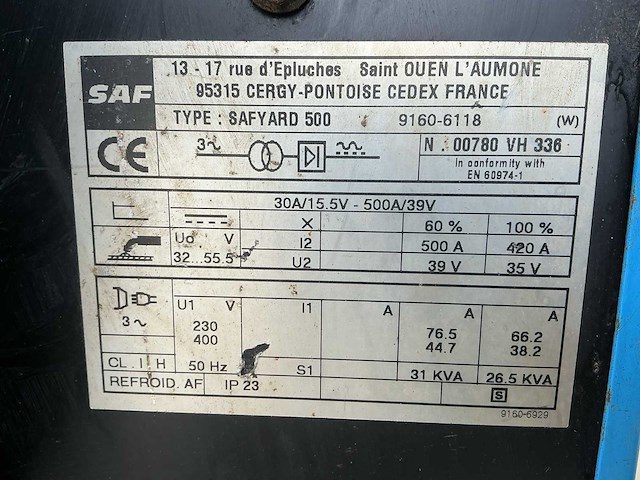 SAF
13 - 17 rue d'Epluches Saint OUEN L'AUMONE
95315 CERGY-PONTOISE CEDEX FRANCE
TYPE : SAFYARD 500 9160-6118 (W)
CE 3~ N : 00780 VH 336
In conformity with
EN 60974-1
30A/15.5V - 500A/39V
X 60 % 100 %
Uo V I2 500 A 420 A
32...55.5 U2 39 V 35 V
U1 V I1 A A A
3~ 230 76.5 66.2
400 44.7 38.2
CL . I H 50 Hz S1 31 KVA 26.5 KVA
REFROID. AF IP 23 S
9160-6929